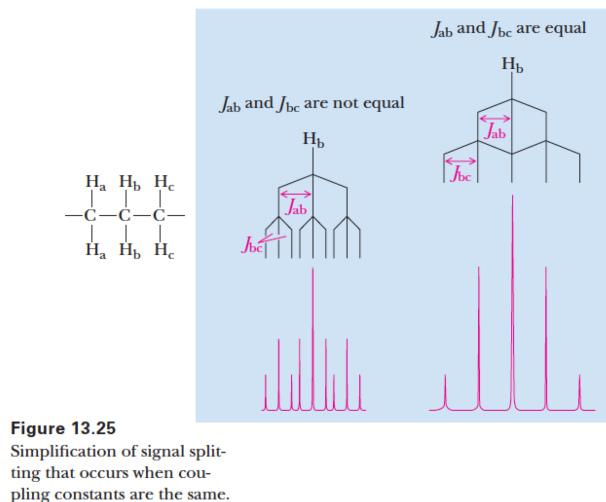 Jab and Jbc are equal
Hb
Jab
Jbc
Jab and Jbc are not equal
Hb
Jab
Jbc
Ha Hb Hc
—C—C—C—
Ha Hb Hc
Figure 13.25
Simplification of signal split-
ting that occurs when cou-
pling constants are the same.